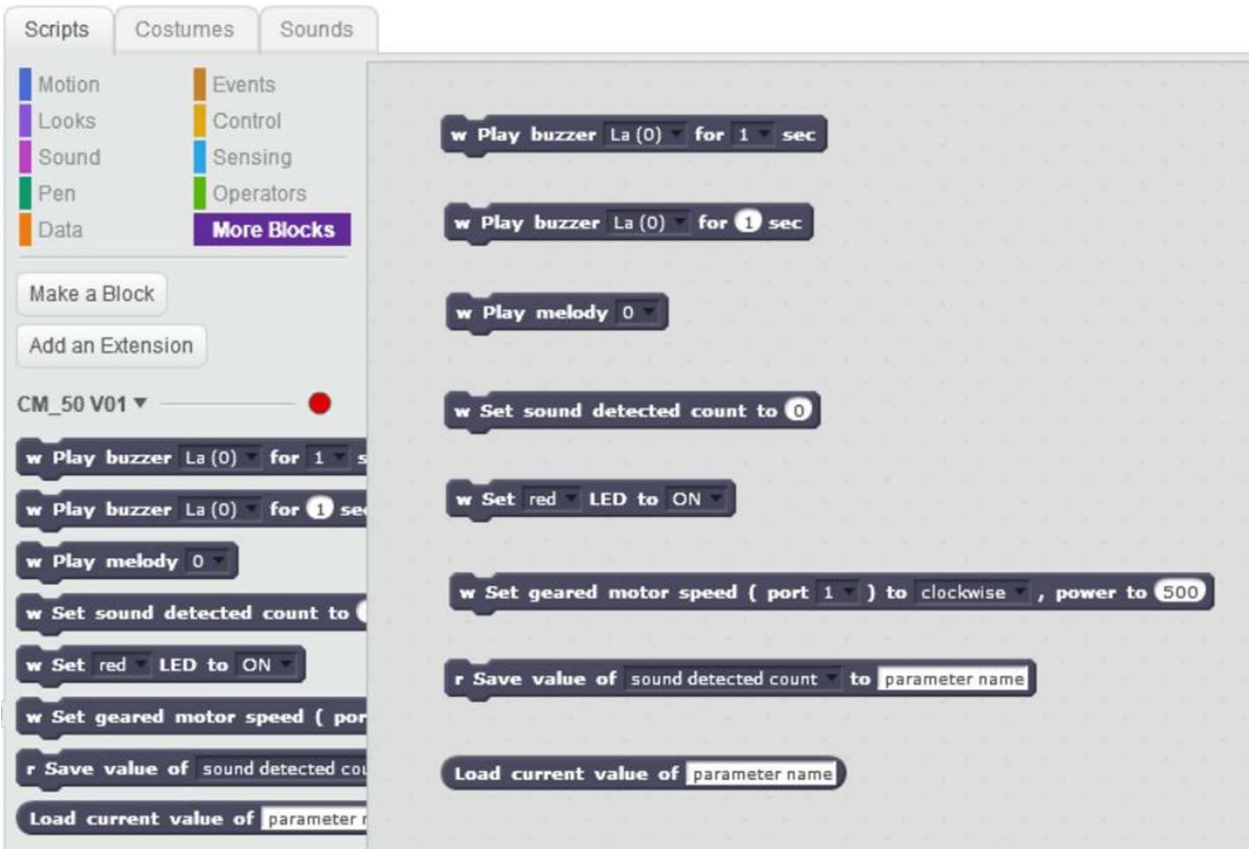 Scripts Costumes Sounds
Motion Events
Looks Control
Sound Sensing
Pen Operators
Data More Blocks
Make a Block
Add an Extension
CM_50 V01
w Play buzzer La (0) for 1 s
w Play buzzer La (0) for 1 se
w Play melody 0
w Set sound detected count to
w Set red LED to ON
w Set geared motor speed ( por
r Save value of sound detected cou
Load current value of parameter n
w Play buzzer La (0) for 1 sec
w Play buzzer La (0) for 1 sec
w Play melody 0
w Set sound detected count to 0
w Set red LED to ON
w Set geared motor speed ( port 1 ) to clockwise , power to 500
r Save value of sound detected count to parameter name
Load current value of parameter name